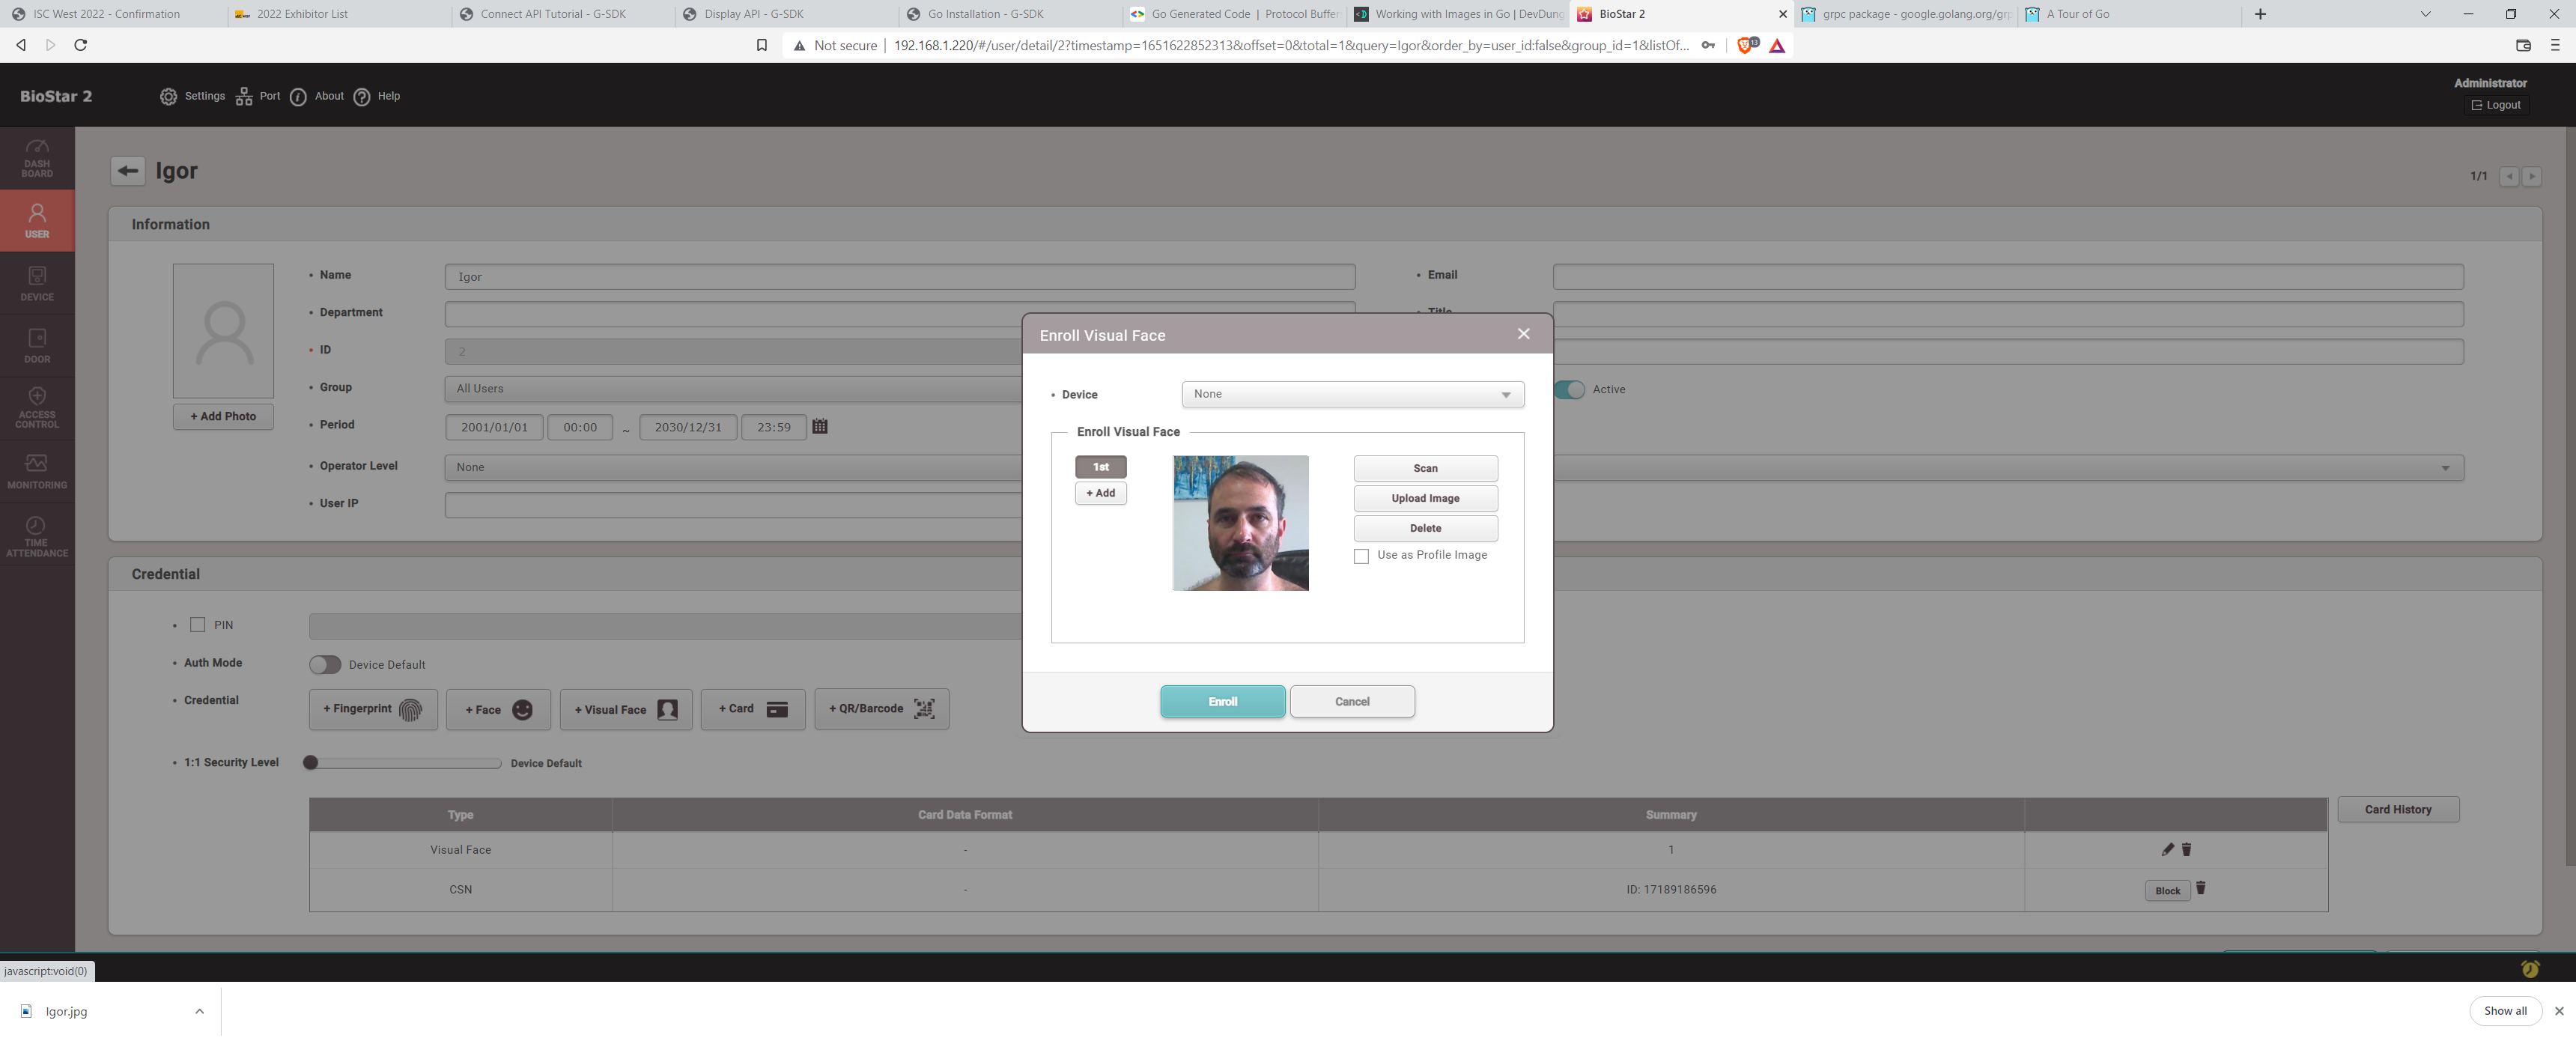 ISC West 2022 - Confirmation
2022 Exhibitor List
Connect API Tutorial - G-SDK
Display API - G-SDK
Go Installation - G-SDK
Go Generated Code | Protocol Buffer
Working with Images in Go | DevDung
BioStar 2
grpc package - google.golang.org/grp
A Tour of Go
Not secure | 192.168.1.220/#/user/detail/2?timestamp=1651622852313&offset=0&total=1&query=Igor&order_by=user_id:false&group_id=1&listOf...
13
BioStar 2
Settings
Port
About
Help
Administrator
Logout
DASH
BOARD
USER
DEVICE
DOOR
ACCESS
CONTROL
MONITORING
TIME
ATTENDANCE
Igor
1/1
Information
+ Add Photo
Name
Igor
Email
Department
Title
ID
2
Group
All Users
Active
Period
2001/01/01
00:00
~
2030/12/31
23:59
Operator Level
None
User IP
Enroll Visual Face
Device
None
Enroll Visual Face
1st
+ Add
Scan
Upload Image
Delete
Use as Profile Image
Enroll
Cancel
Credential
PIN
Auth Mode
Device Default
Credential
+ Fingerprint
+ Face
+ Visual Face
+ Card
+ QR/Barcode
1:1 Security Level
Device Default
Type
Card Data Format
Summary
Card History
Visual Face
-
1
CSN
-
ID: 17189186596
Block
javascript:void(0)
Igor.jpg
Show all